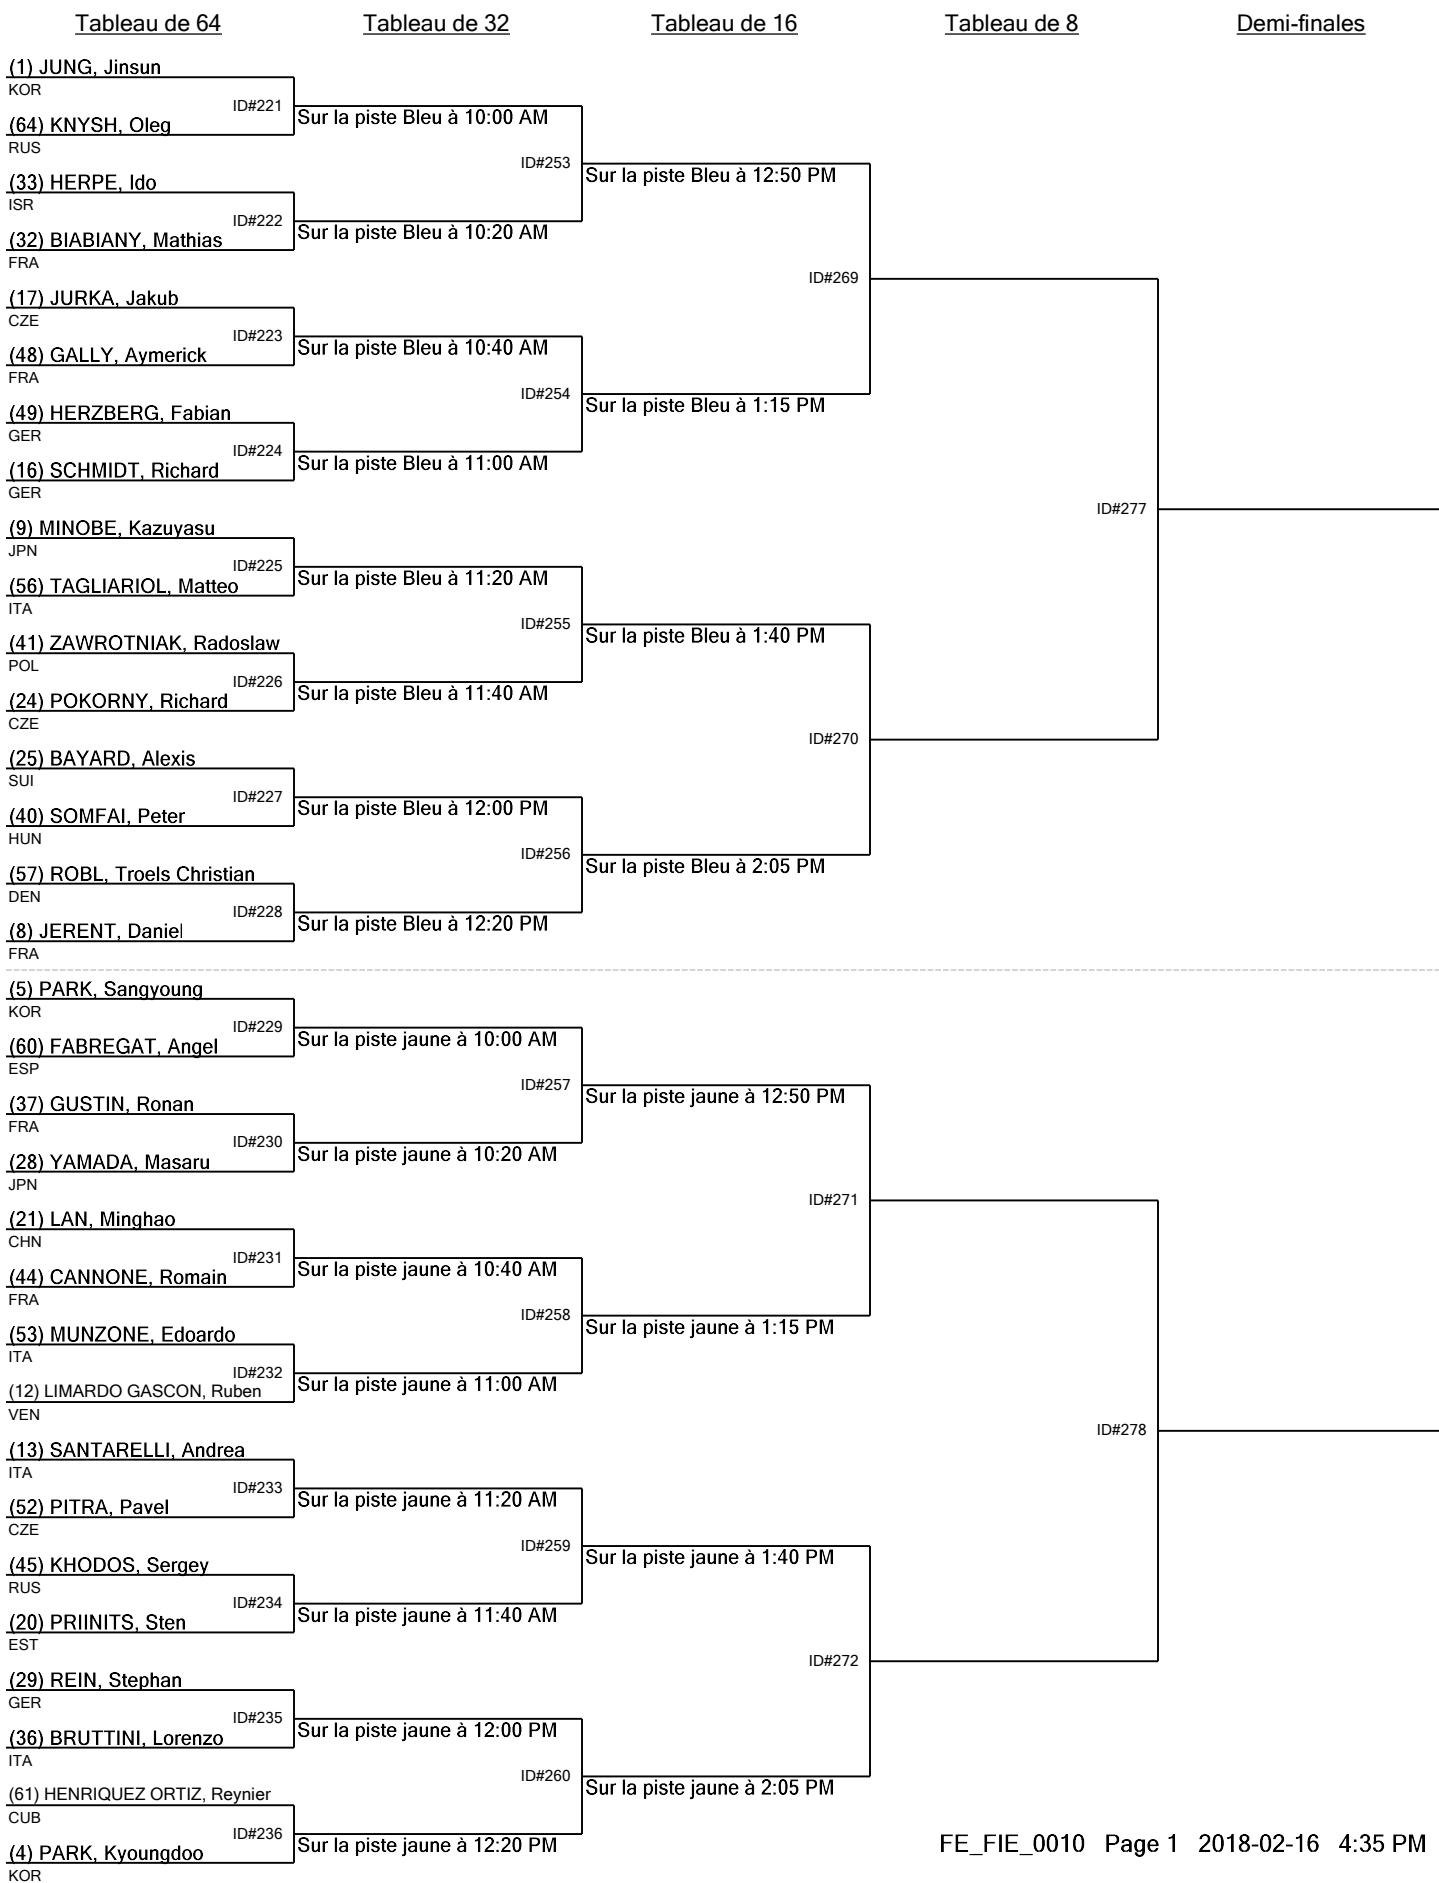 Tableau de 64 Tableau de 32 Tableau de 16 Tableau de 8 Demi-finales
(1) JUNG, Jinsun
KOR
ID#221
Sur la piste Bleu à 10:00 AM
(64) KNYSH, Oleg
RUS
ID#253
Sur la piste Bleu à 12:50 PM
(33) HERPE, Ido
ISR
ID#222
Sur la piste Bleu à 10:20 AM
(32) BIABIANY, Mathias
FRA
ID#269
(17) JURKA, Jakub
CZE
ID#223
Sur la piste Bleu à 10:40 AM
(48) GALLY, Aymerick
FRA
ID#254
Sur la piste Bleu à 1:15 PM
(49) HERZBERG, Fabian
GER
ID#224
Sur la piste Bleu à 11:00 AM
(16) SCHMIDT, Richard
GER
ID#277
(9) MINOBE, Kazuyasu
JPN
ID#225
Sur la piste Bleu à 11:20 AM
(56) TAGLIARIOL, Matteo
ITA
ID#255
Sur la piste Bleu à 1:40 PM
(41) ZAWROTNIAK, Radoslaw
POL
ID#226
Sur la piste Bleu à 11:40 AM
(24) POKORNY, Richard
CZE
ID#270
(25) BAYARD, Alexis
SUI
ID#227
Sur la piste Bleu à 12:00 PM
(40) SOMFAI, Peter
HUN
ID#256
Sur la piste Bleu à 2:05 PM
(57) ROBL, Troels Christian
DEN
ID#228
Sur la piste Bleu à 12:20 PM
(8) JERENT, Daniel
FRA
(5) PARK, Sangyoung
KOR
ID#229
Sur la piste jaune à 10:00 AM
(60) FABREGAT, Angel
ESP
ID#257
Sur la piste jaune à 12:50 PM
(37) GUSTIN, Ronan
FRA
ID#230
Sur la piste jaune à 10:20 AM
(28) YAMADA, Masaru
JPN
ID#271
(21) LAN, Minghao
CHN
ID#231
Sur la piste jaune à 10:40 AM
(44) CANNONE, Romain
FRA
ID#258
Sur la piste jaune à 1:15 PM
(53) MUNZONE, Edoardo
ITA
ID#232
Sur la piste jaune à 11:00 AM
(12) LIMARDO GASCON, Ruben
VEN
ID#278
(13) SANTARELLI, Andrea
ITA
ID#233
Sur la piste jaune à 11:20 AM
(52) PITRA, Pavel
CZE
ID#259
Sur la piste jaune à 1:40 PM
(45) KHODOS, Sergey
RUS
ID#234
Sur la piste jaune à 11:40 AM
(20) PRIINITS, Sten
EST
ID#272
(29) REIN, Stephan
GER
ID#235
Sur la piste jaune à 12:00 PM
(36) BRUTTINI, Lorenzo
ITA
ID#260
Sur la piste jaune à 2:05 PM
(61) HENRIQUEZ ORTIZ, Reynier
CUB
ID#236
Sur la piste jaune à 12:20 PM
(4) PARK, Kyoungdoo
KOR
FE_FIE_0010 Page 1 2018-02-16 4:35 PM